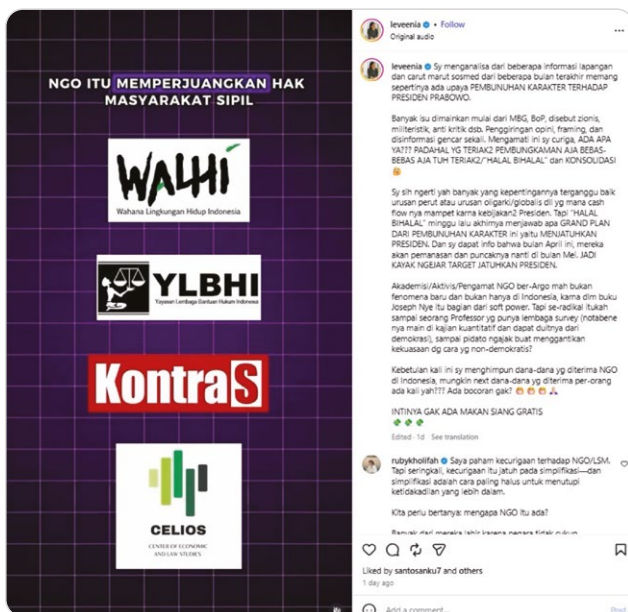 NGO ITU MEMPERJUANGKAN HAK
MASYARAKAT SIPIL
WALHI
Wahana Lingkungan Hidup Indonesia
YLBHI
Yayasan Lembaga Bantuan Hukum Indonesia
KontraS
CELIOS
CENTER OF ECONOMIC
AND LAW STUDIES
leveenia • Follow
Original audio
leveenia Sy menganalisa dari beberapa informasi lapangan
dan carut marut sosmed dari beberapa bulan terakhir memang
sepertinya ada upaya PEMBUNUHAN KARAKTER TERHADAP
PRESIDEN PRABOWO.
Banyak isu dimainkan mulai dari MBG, BoP, disebut zionis,
militeristik, anti kritik dsb. Penggiringan opini, framing, dan
disinformasi gencar sekali. Mengamati ini sy curiga, ADA APA
YA??? PADAHAL YG TERIAK2 PEMBUNGKAMAN AJA BEBAS-
BEBAS AJA TUH TERIAK2/"HALAL BIHALAL" dan KONSOLIDASI
Sy sih ngerti yah banyak yng kepentingannya terganggu baik
urusan perut atau urusan oligarki/globalis dll yg mana cash
flow nya mampet karna kebijakan2 Presiden. Tapi "HALAL
BIHALAL" minggu lalu akhirnya menjawab apa GRAND PLAN
DARI PEMBUNUHAN KARAKTER ini yaitu MENJATUHKAN
PRESIDEN. Dan sy dapat info bahwa bulan April ini, mereka
akan pemanasan dan puncaknya nanti di bulan Mei. JADI
KAYAK NGEJAR TARGET JATUHKAN PRESIDEN.
Akademisi/Aktivis/Pengamat NGO ber-Argo mah bukan
fenomena baru dan bukan hanya di Indonesia, karna dlm buku
Joseph Nye itu bagian dari soft power. Tapi se-radikal itukah
sampai seorang Professor yg punya lembaga survey (notabene
nya main di kajian kuantitatif dan dapat duitnya dari
demokrasi), sampai pidato ngajak buat menggantikan
kekuasaan dg cara yg non-demokratis?
Kebetulan kali ini sy menghimpun dana-dana yg diterima NGO
di Indonesia, mungkin next dana-dana yg diterima per-orang
ada kali yah??? Ada bocoran gak?
INTINYA GAK ADA MAKAN SIANG GRATIS
Edited · 1d See translation
rubykholifah Saya paham kecurigaan terhadap NGO/LSM.
Tapi seringkali, kecurigaan itu jatuh pada simplifikasi—dan
simplifikasi adalah cara paling halus untuk menutupi
ketidakadilan yang lebih dalam.
Kita perlu bertanya: mengapa NGO itu ada?
Banyak dari mereka lahir karena negara tidak cukup
Liked by santosanku7 and others
1 day ago
Add a comment...
Post